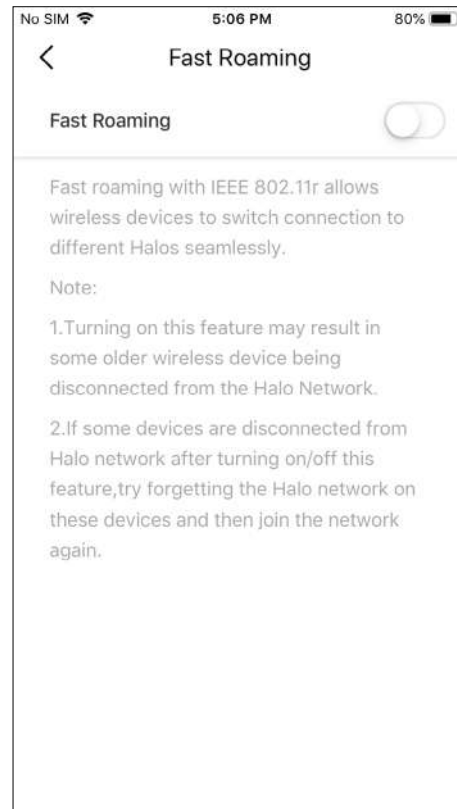 No SIM 5:06 PM 80%
Fast Roaming
Fast Roaming
Fast roaming with IEEE 802.11r allows
wireless devices to switch connection to
different Halos seamlessly.
Note:
1.Turning on this feature may result in
some older wireless device being
disconnected from the Halo Network.
2.If some devices are disconnected from
Halo network after turning on/off this
feature,try forgetting the Halo network on
these devices and then join the network
again.